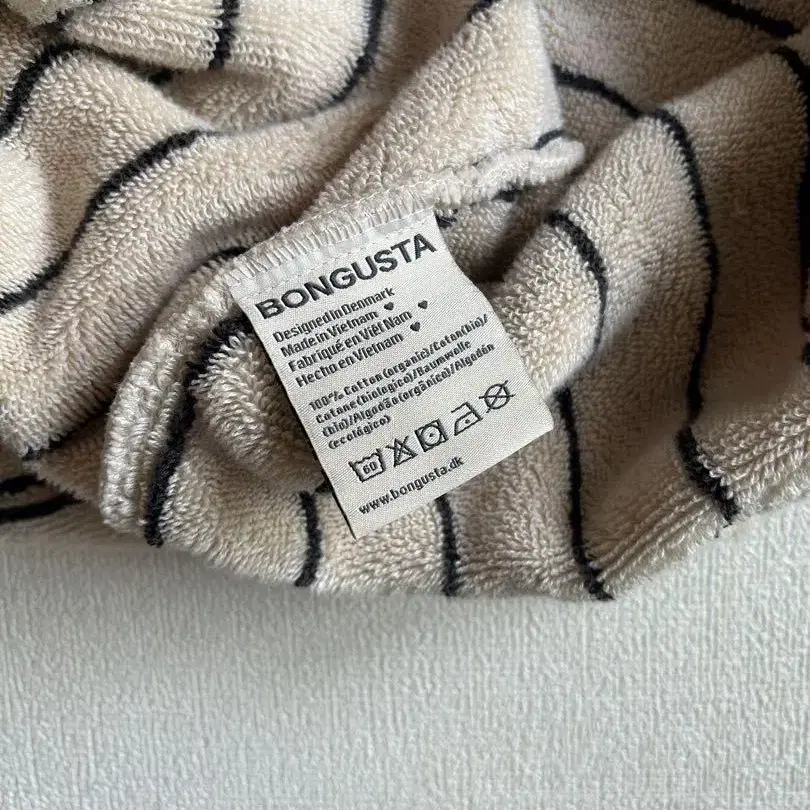 BONGUSTA
Designed In Denmark
Made in Vietnam
Fabriqué en Viêt Nam
Hecho en Vietnam
100% Cotton (organic)/Coton(bio)/
Cotone (biologico)/Baumwolle
(bio)/Algodão(orgânico)/Algodón
(ecológico)
60
www.bongusta.dk